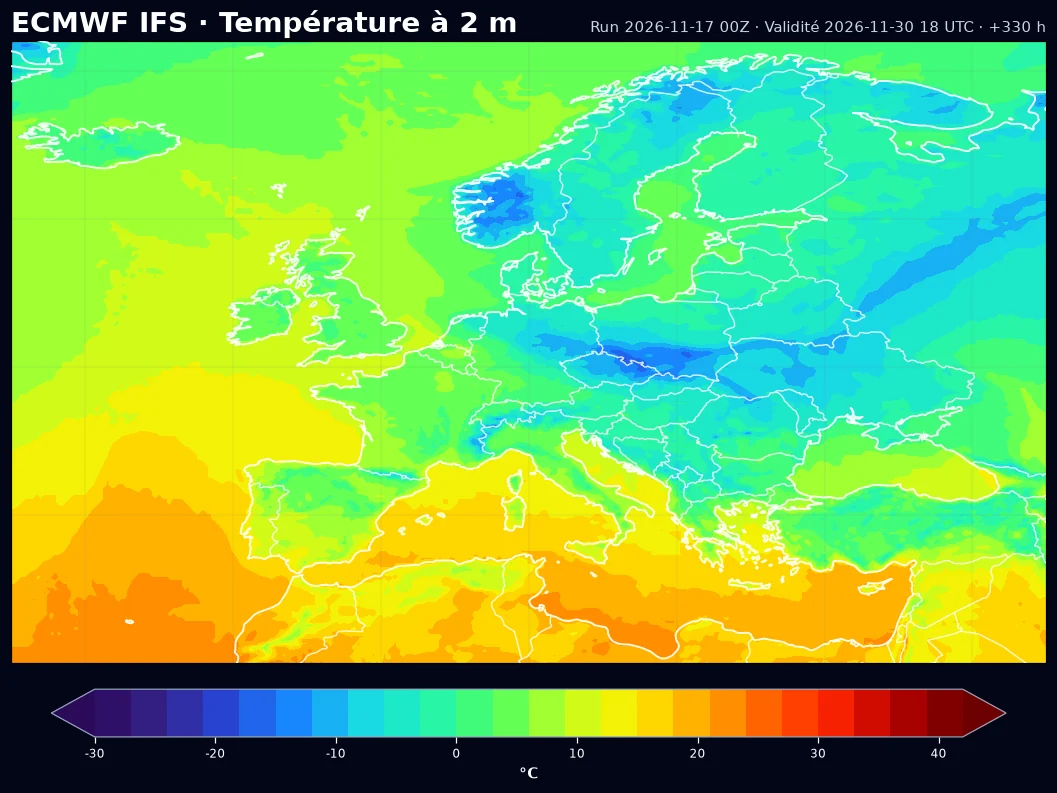 ECMWF IFS · Température à 2 m
Run 2026-11-17 00Z · Validité 2026-11-30 18 UTC · +330 h
-30 -20 -10 0 10 20 30 40
°C